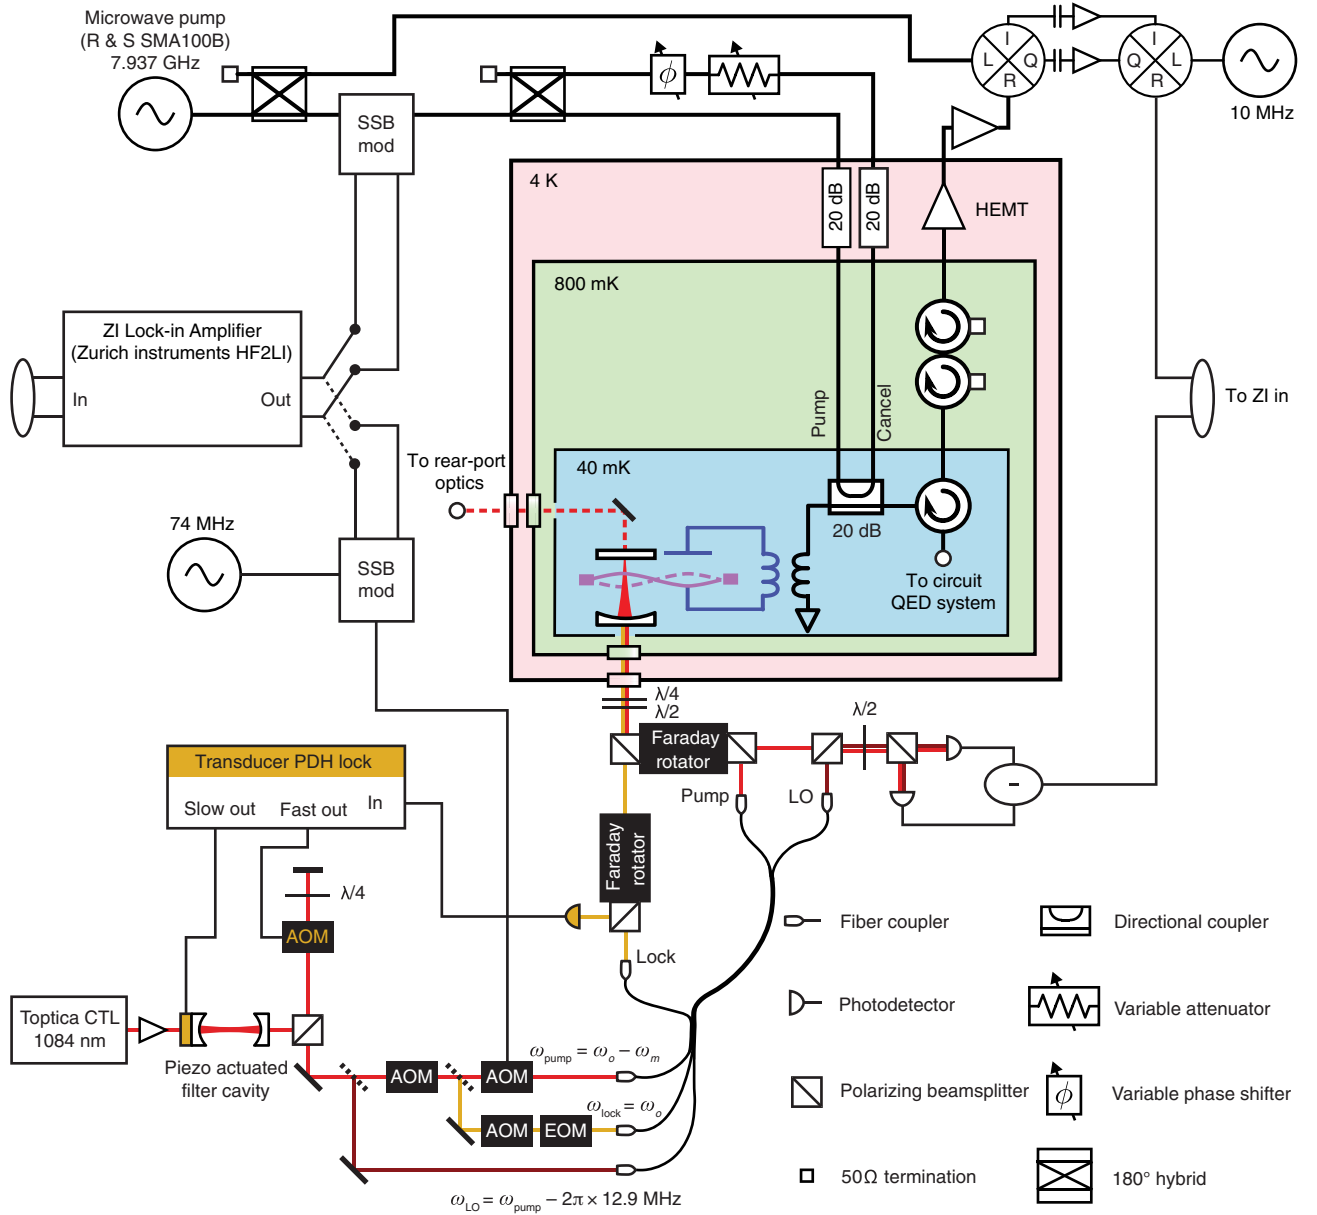 Microwave pump
(R & S SMA100B)
7.937 GHz
SSB
mod
ϕ
I
L
Q
R
I
Q
L
R
10 MHz
4 K
20 dB
20 dB
HEMT
800 mK
Pump
Cancel
ZI Lock-in Amplifier
(Zurich instruments HF2LI)
In
Out
To ZI in
To rear-port
optics
40 mK
20 dB
To circuit
QED system
74 MHz
SSB
mod
λ/4
λ/2
λ/2
Faraday
rotator
Pump
LO
-
Transducer PDH lock
Slow out
Fast out
In
Faraday
rotator
λ/4
AOM
Lock
Toptica CTL
1084 nm
Piezo actuated
filter cavity
AOM
AOM
ω_pump = ω_o − ω_m
AOM
EOM
ω_lock = ω_o
ω_LO = ω_pump − 2π × 12.9 MHz
Fiber coupler
Directional coupler
Photodetector
Variable attenuator
Polarizing beamsplitter
ϕ
Variable phase shifter
50Ω termination
180° hybrid